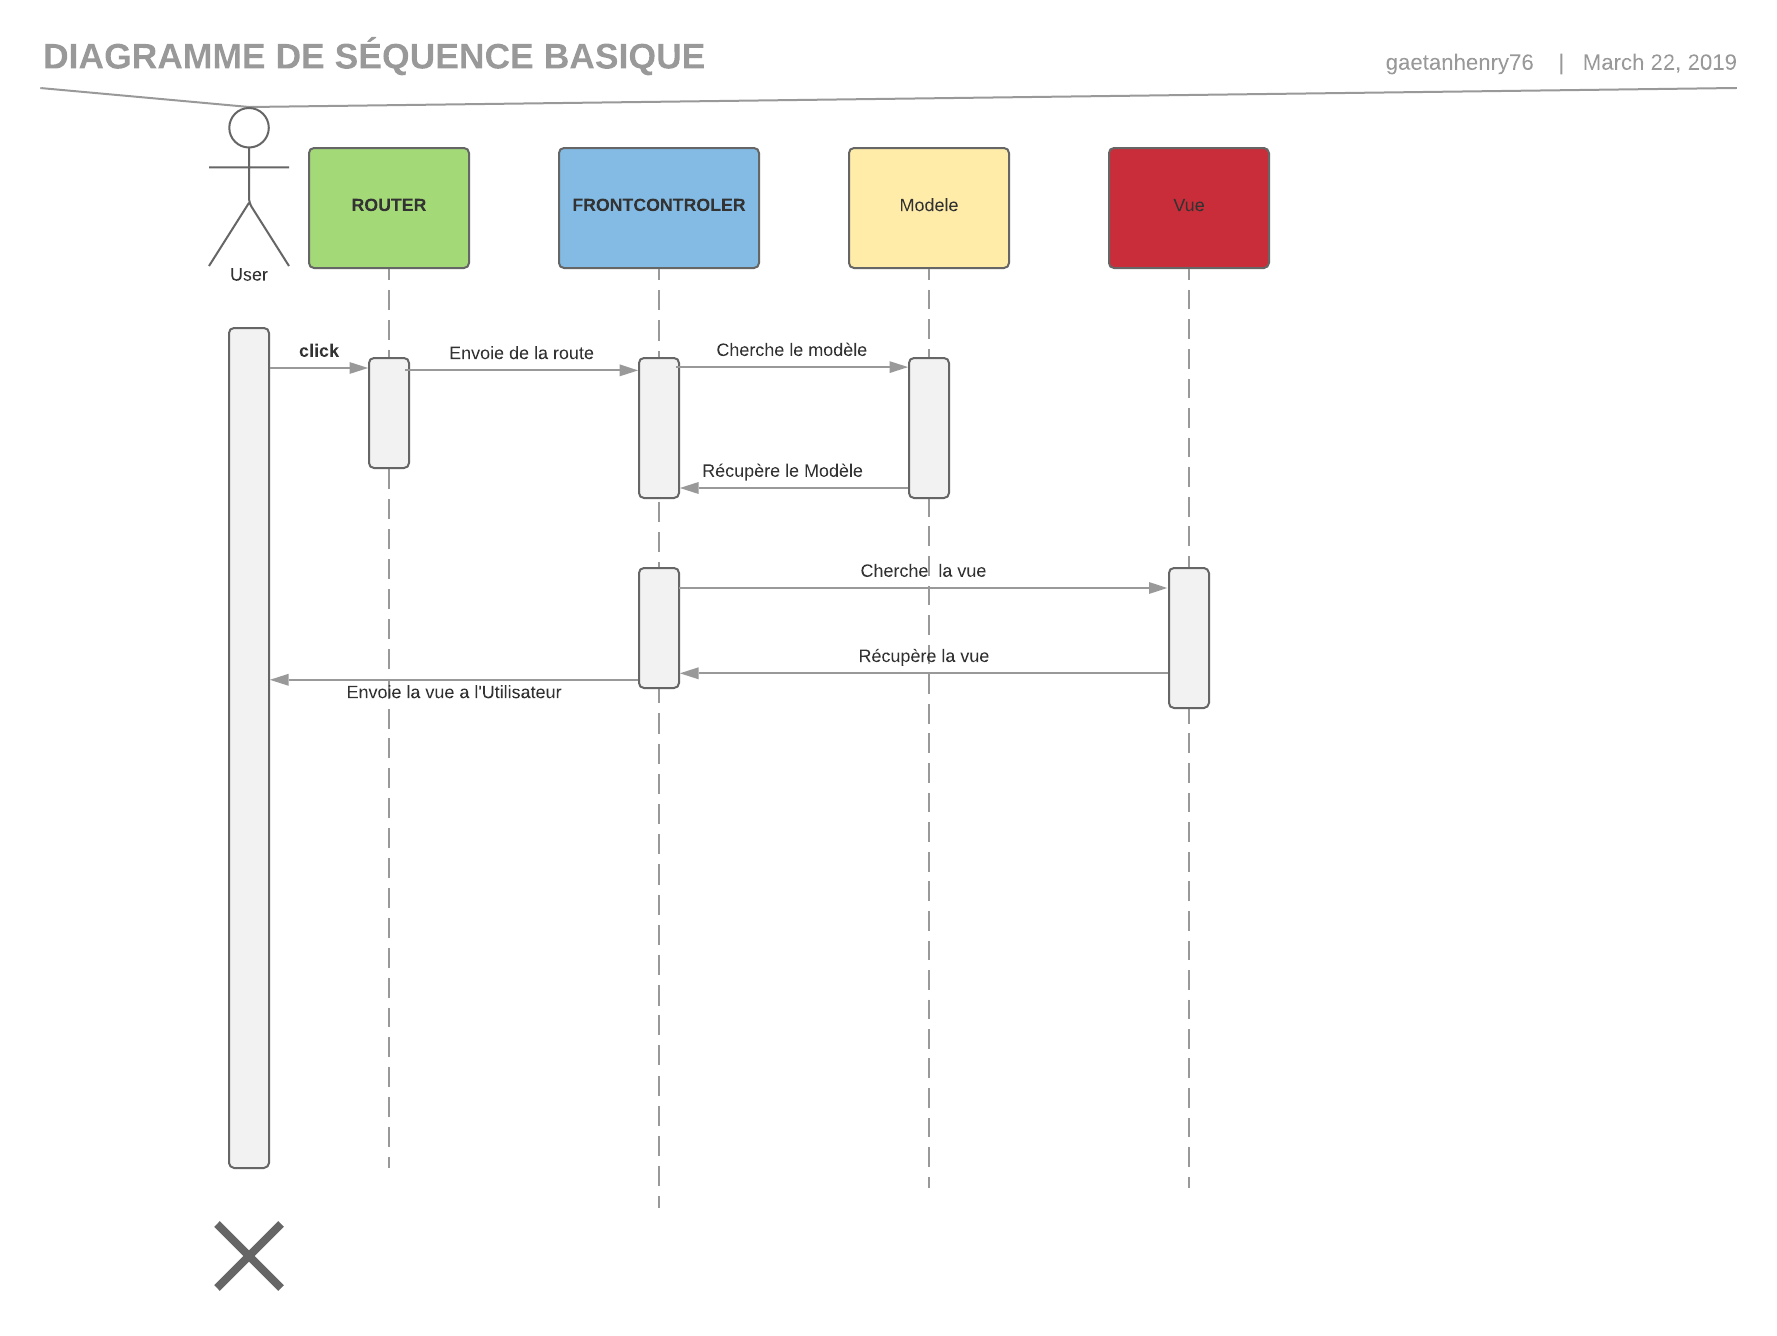 DIAGRAMME DE SÉQUENCE BASIQUE
gaetanhenry76 | March 22, 2019
ROUTER
FRONTCONTROLER
Modele
Vue
User
click
Envoie de la route
Cherche le modèle
Récupère le Modèle
Cherche la vue
Récupère la vue
Envoie la vue a l'Utilisateur